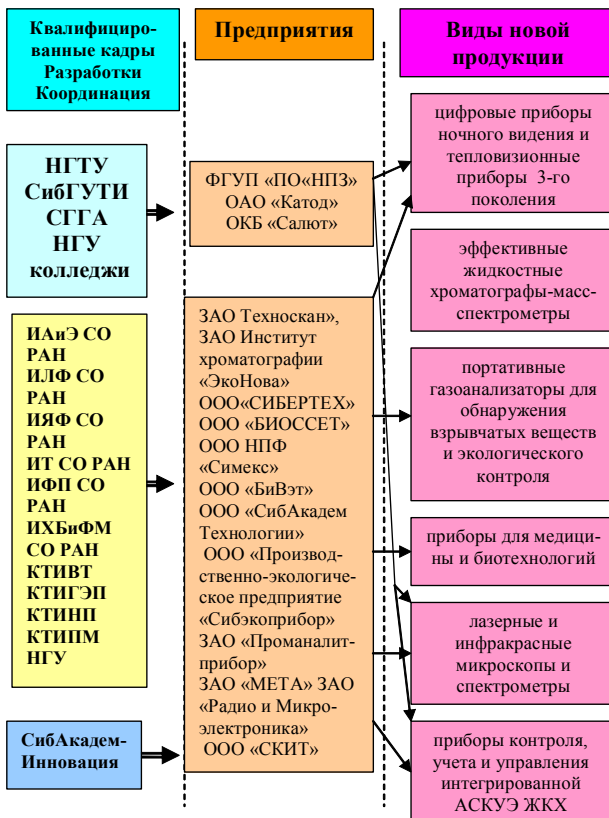 Квалифициро-
ванные кадры
Разработки
Координация
НГТУ
СибГУТИ
СГГА
НГУ
колледжи
ИАиЭ СО
РАН
ИЛФ СО
РАН
ИЯФ СО
РАН
ИТ СО РАН
ИФП СО
РАН
ИХБиФМ
СО РАН
КТИВТ
КТИГЭП
КТИНП
КТИПМ
НГУ
СибАкадем-
Инновация
Предприятия
ФГУП «ПО«НПЗ»
ОАО «Катод»
ОКБ «Салют»
ЗАО Техноскан»,
ЗАО Институт
хроматографии
«ЭкоНова»
ООО«СИБЕРТЕХ»
ООО «БИОССЕТ»
ООО НПФ
«Симекс»
ООО «БиВэт»
ООО «СибАкадем
Технологии»
ООО «Производ-
ственно-экологиче-
ское предприятие
«Сибэкоприбор»
ЗАО «Проманалит-
прибор»
ЗАО «МЕТА» ЗАО
«Радио и Микро-
электроника»
ООО «СКИТ»
Виды новой
продукции
цифровые приборы
ночного видения и
тепловизионные
приборы 3-го
поколения
эффективные
жидкостные
хроматографы-масс-
спектрометры
портативные
газоанализаторы для
обнаружения
взрывчатых веществ
и экологического
контроля
приборы для медици-
ны и биотехнологий
лазерные и
инфракрасные
микроскопы и
спектрометры
приборы контроля,
учета и управления
интегрированной
АСКУЭ ЖКХ